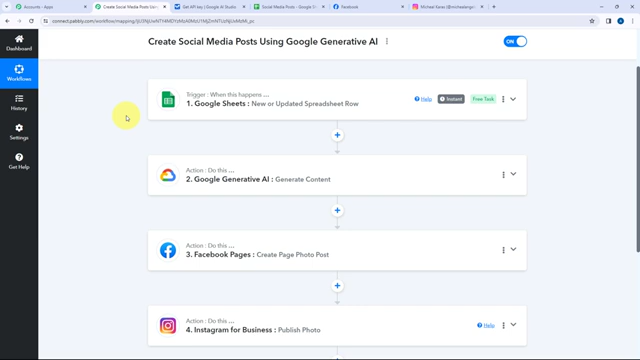 Accounts - Apps
Create Social Media Posts Using
Get API key | Google AI Studio
Social Media Posts - Google S
Facebook
connect.pabbly.com/workflow/mapping/
Dashboard
Workflows
History
Settings
Get Help
Create Social Media Posts Using Google Generative AI
ON
Trigger : When this happens ...
1. Google Sheets : New or Updated Spreadsheet Row
Help
Instant
Free Task
Action : Do this ...
2. Google Generative AI : Generate Content
Action : Do this ...
3. Facebook Pages : Create Page Photo Post
Action : Do this ...
4. Instagram for Business : Publish Photo
Help